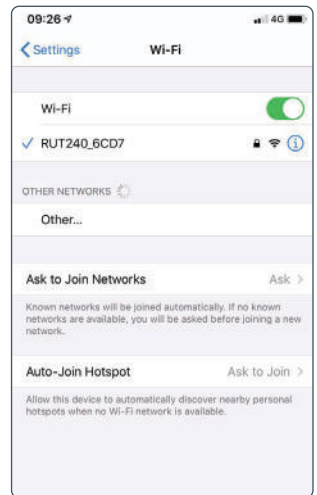 09:26
4G
Settings
Wi-Fi
Wi-Fi
RUT240_6CD7
OTHER NETWORKS
Other...
Ask to Join Networks Ask
Known networks will be joined automatically. If no known
networks are available, you will be asked before joining a new
network.
Auto-Join Hotspot Ask to Join
Allow this device to automatically discover nearby personal
hotspots when no Wi-Fi network is available.